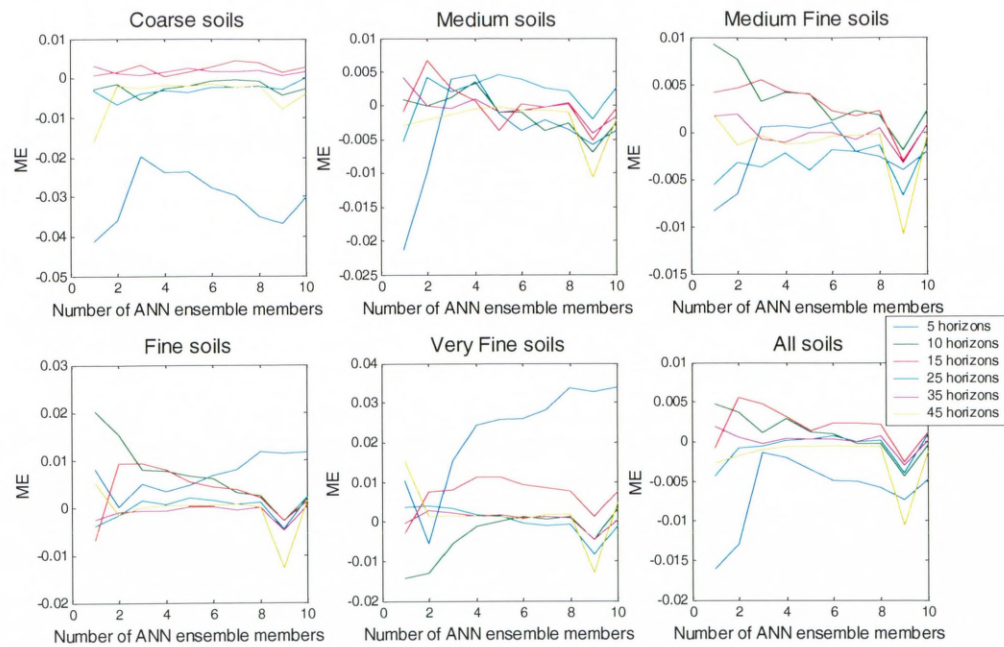 Coarse soils
0.01
0
-0.01
-0.02
-0.03
-0.04
-0.05
ME
0 2 4 6 8 10
Number of ANN ensemble members
Medium soils
0.01
0.005
0
-0.005
-0.01
-0.015
-0.02
-0.025
ME
0 2 4 6 8 10
Number of ANN ensemble members
Medium Fine soils
0.01
0.005
0
-0.005
-0.01
-0.015
ME
0 2 4 6 8 10
Number of ANN ensemble members
Fine soils
0.03
0.02
0.01
0
-0.01
-0.02
ME
0 2 4 6 8 10
Number of ANN ensemble members
Very Fine soils
0.04
0.03
0.02
0.01
0
-0.01
-0.02
ME
0 2 4 6 8 10
Number of ANN ensemble members
All soils
0.01
0.005
0
-0.005
-0.01
-0.015
-0.02
ME
0 2 4 6 8 10
Number of ANN ensemble members
5 horizons
10 horizons
15 horizons
25 horizons
35 horizons
45 horizons